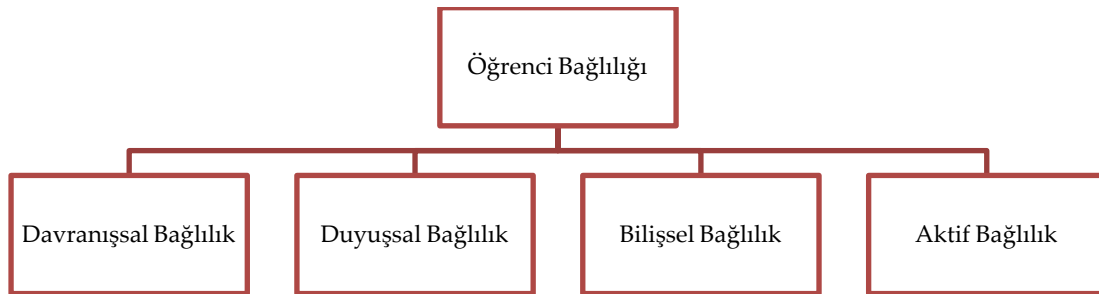 Öğrenci Bağlılığı
Davranışsal Bağlılık
Duyuşsal Bağlılık
Bilişsel Bağlılık
Aktif Bağlılık